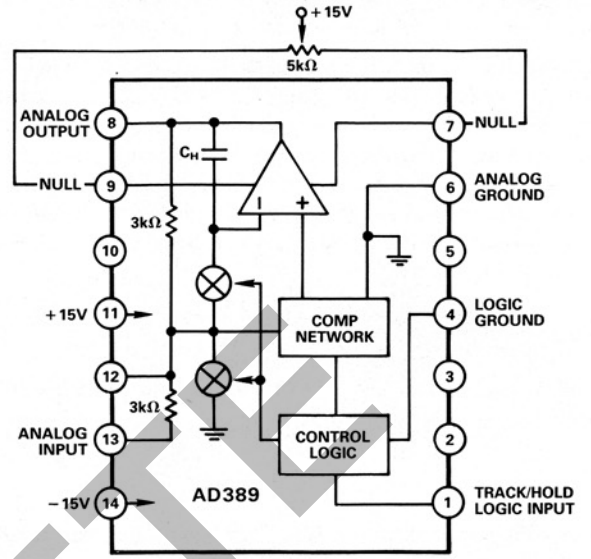 +15V
5kΩ
ANALOG
OUTPUT
8
CH
7
NULL
NULL
9
6
ANALOG
GROUND
3kΩ
– +
10
5
+15V
11
COMP
NETWORK
4
LOGIC
GROUND
12
3
3kΩ
ANALOG
INPUT
13
CONTROL
LOGIC
2
-15V
14
AD389
1
TRACK/HOLD
LOGIC INPUT